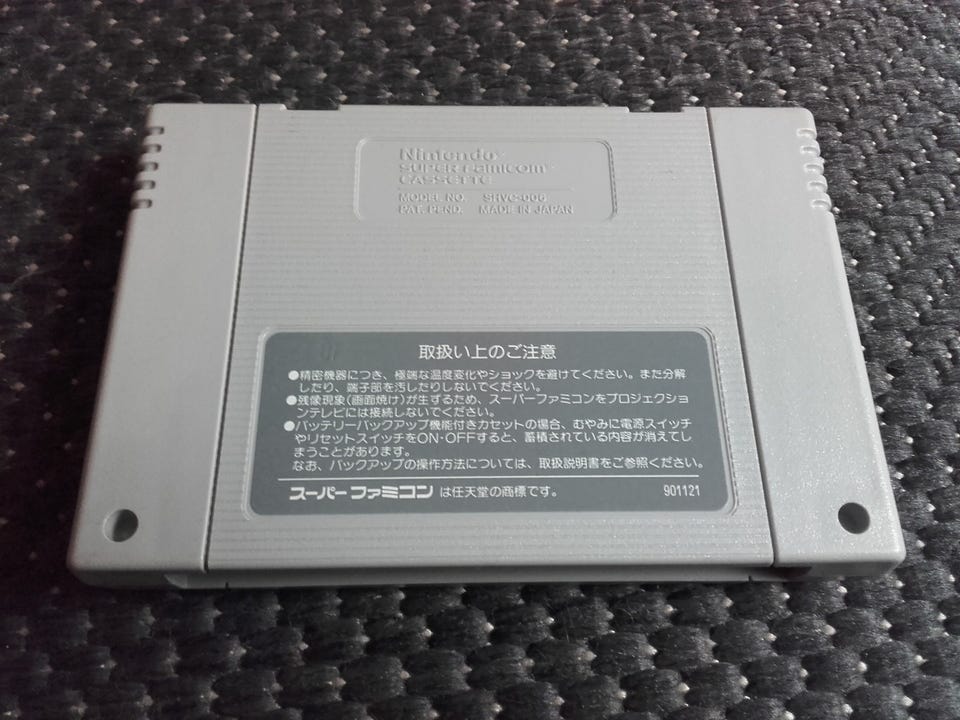 Nintendo®
SUPER Famicom™
CASSETTE
MODEL NO. SHVC-006
PAT. PEND. MADE IN JAPAN
取扱い上のご注意
●精密機器につき、極端な温度変化やショックを避けてください。また分解
したり、端子部を汚したりしないでください。
●残像現象(画面焼け)が生ずるため、スーパーファミコンをプロジェクショ
ンテレビには接続しないでください。
●バッテリーバックアップ機能付きカセットの場合、むやみに電源スイッチ
やリセットスイッチをON・OFFすると、蓄積されている内容が消えてし
まうことがあります。
なお、バックアップの操作方法については、取扱説明書をご参照ください。
スーパーファミコン は任天堂の商標です。 901121